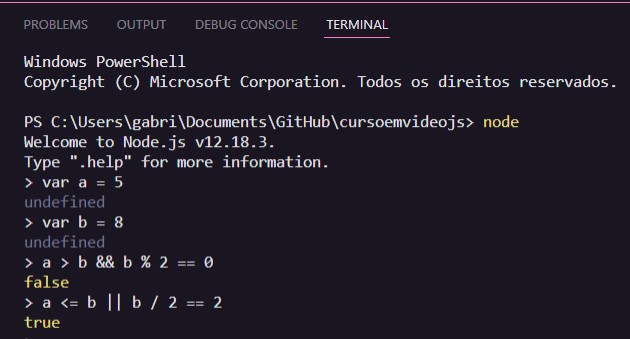 PROBLEMS OUTPUT DEBUG CONSOLE TERMINAL
Windows PowerShell
Copyright (C) Microsoft Corporation. Todos os direitos reservados.
PS C:\Users\gabri\Documents\GitHub\cursoemvideojs> node
Welcome to Node.js v12.18.3.
Type ".help" for more information.
> var a = 5
undefined
> var b = 8
undefined
> a > b && b % 2 == 0
false
> a <= b || b / 2 == 2
true